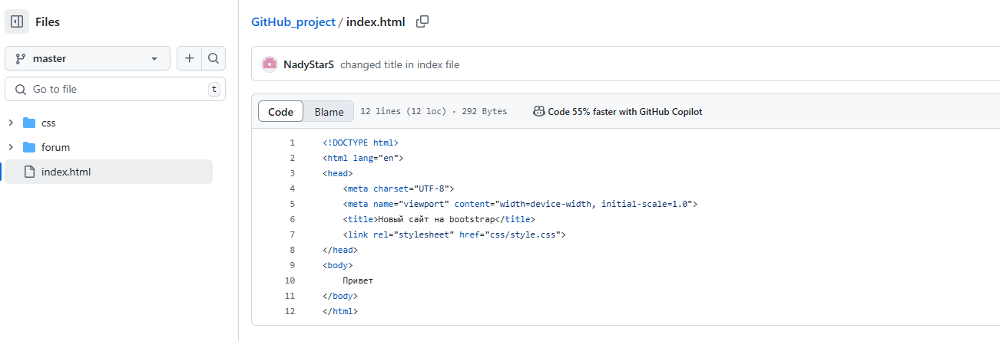 Files
master
Go to file
t
css
forum
index.html
GitHub_project / index.html
NadyStarS changed title in index file
Code Blame 12 lines (12 loc) · 292 Bytes Code 55% faster with GitHub Copilot
1 <!DOCTYPE html>
2 <html lang="en">
3 <head>
4 <meta charset="UTF-8">
5 <meta name="viewport" content="width=device-width, initial-scale=1.0">
6 <title>Новый сайт на bootstrap</title>
7 <link rel="stylesheet" href="css/style.css">
8 </head>
9 <body>
10 Привет
11 </body>
12 </html>